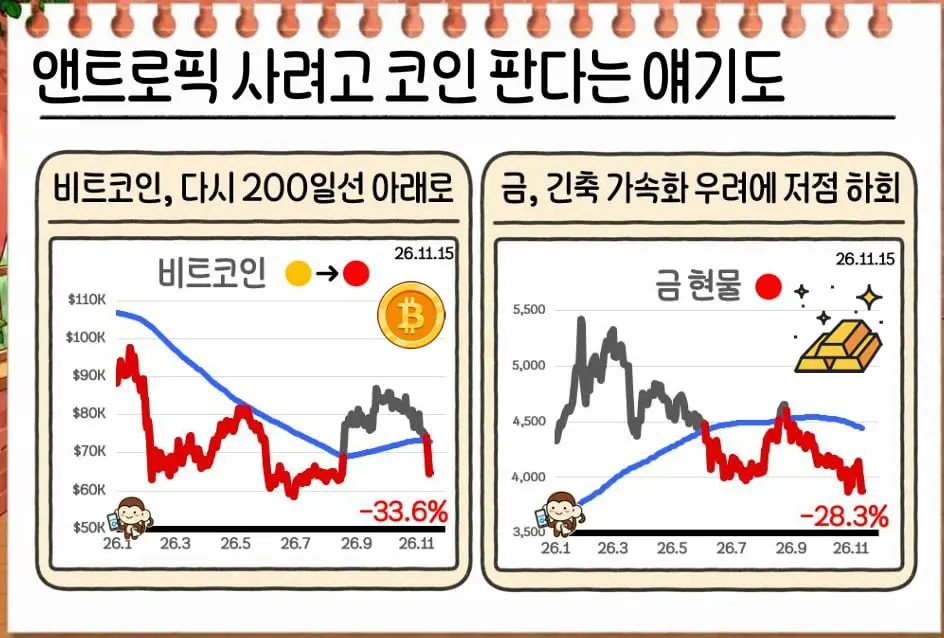 앤트로픽 사려고 코인 판다는 얘기도
비트코인, 다시 200일선 아래로
26.11.15
비트코인
$110K
$100K
$90K
$80K
$70K
$60K
$50K
-33.6%
26.1 26.3 26.5 26.7 26.9 26.11
금, 긴축 가속화 우려에 저점 하회
26.11.15
금 현물
5,500
5,000
4,500
4,000
3,500
-28.3%
26.1 26.3 26.5 26.7 26.9 26.11